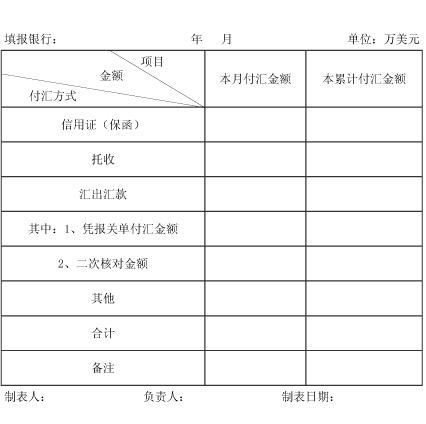 填报银行： 年 月 单位：万美元
项目
金额
付汇方式
本月付汇金额 本累计付汇金额
信用证（保函）
托收
汇出汇款
其中：1、凭报关单付汇金额
2、二次核对金额
其他
合计
备注
制表人： 负责人： 制表日期：